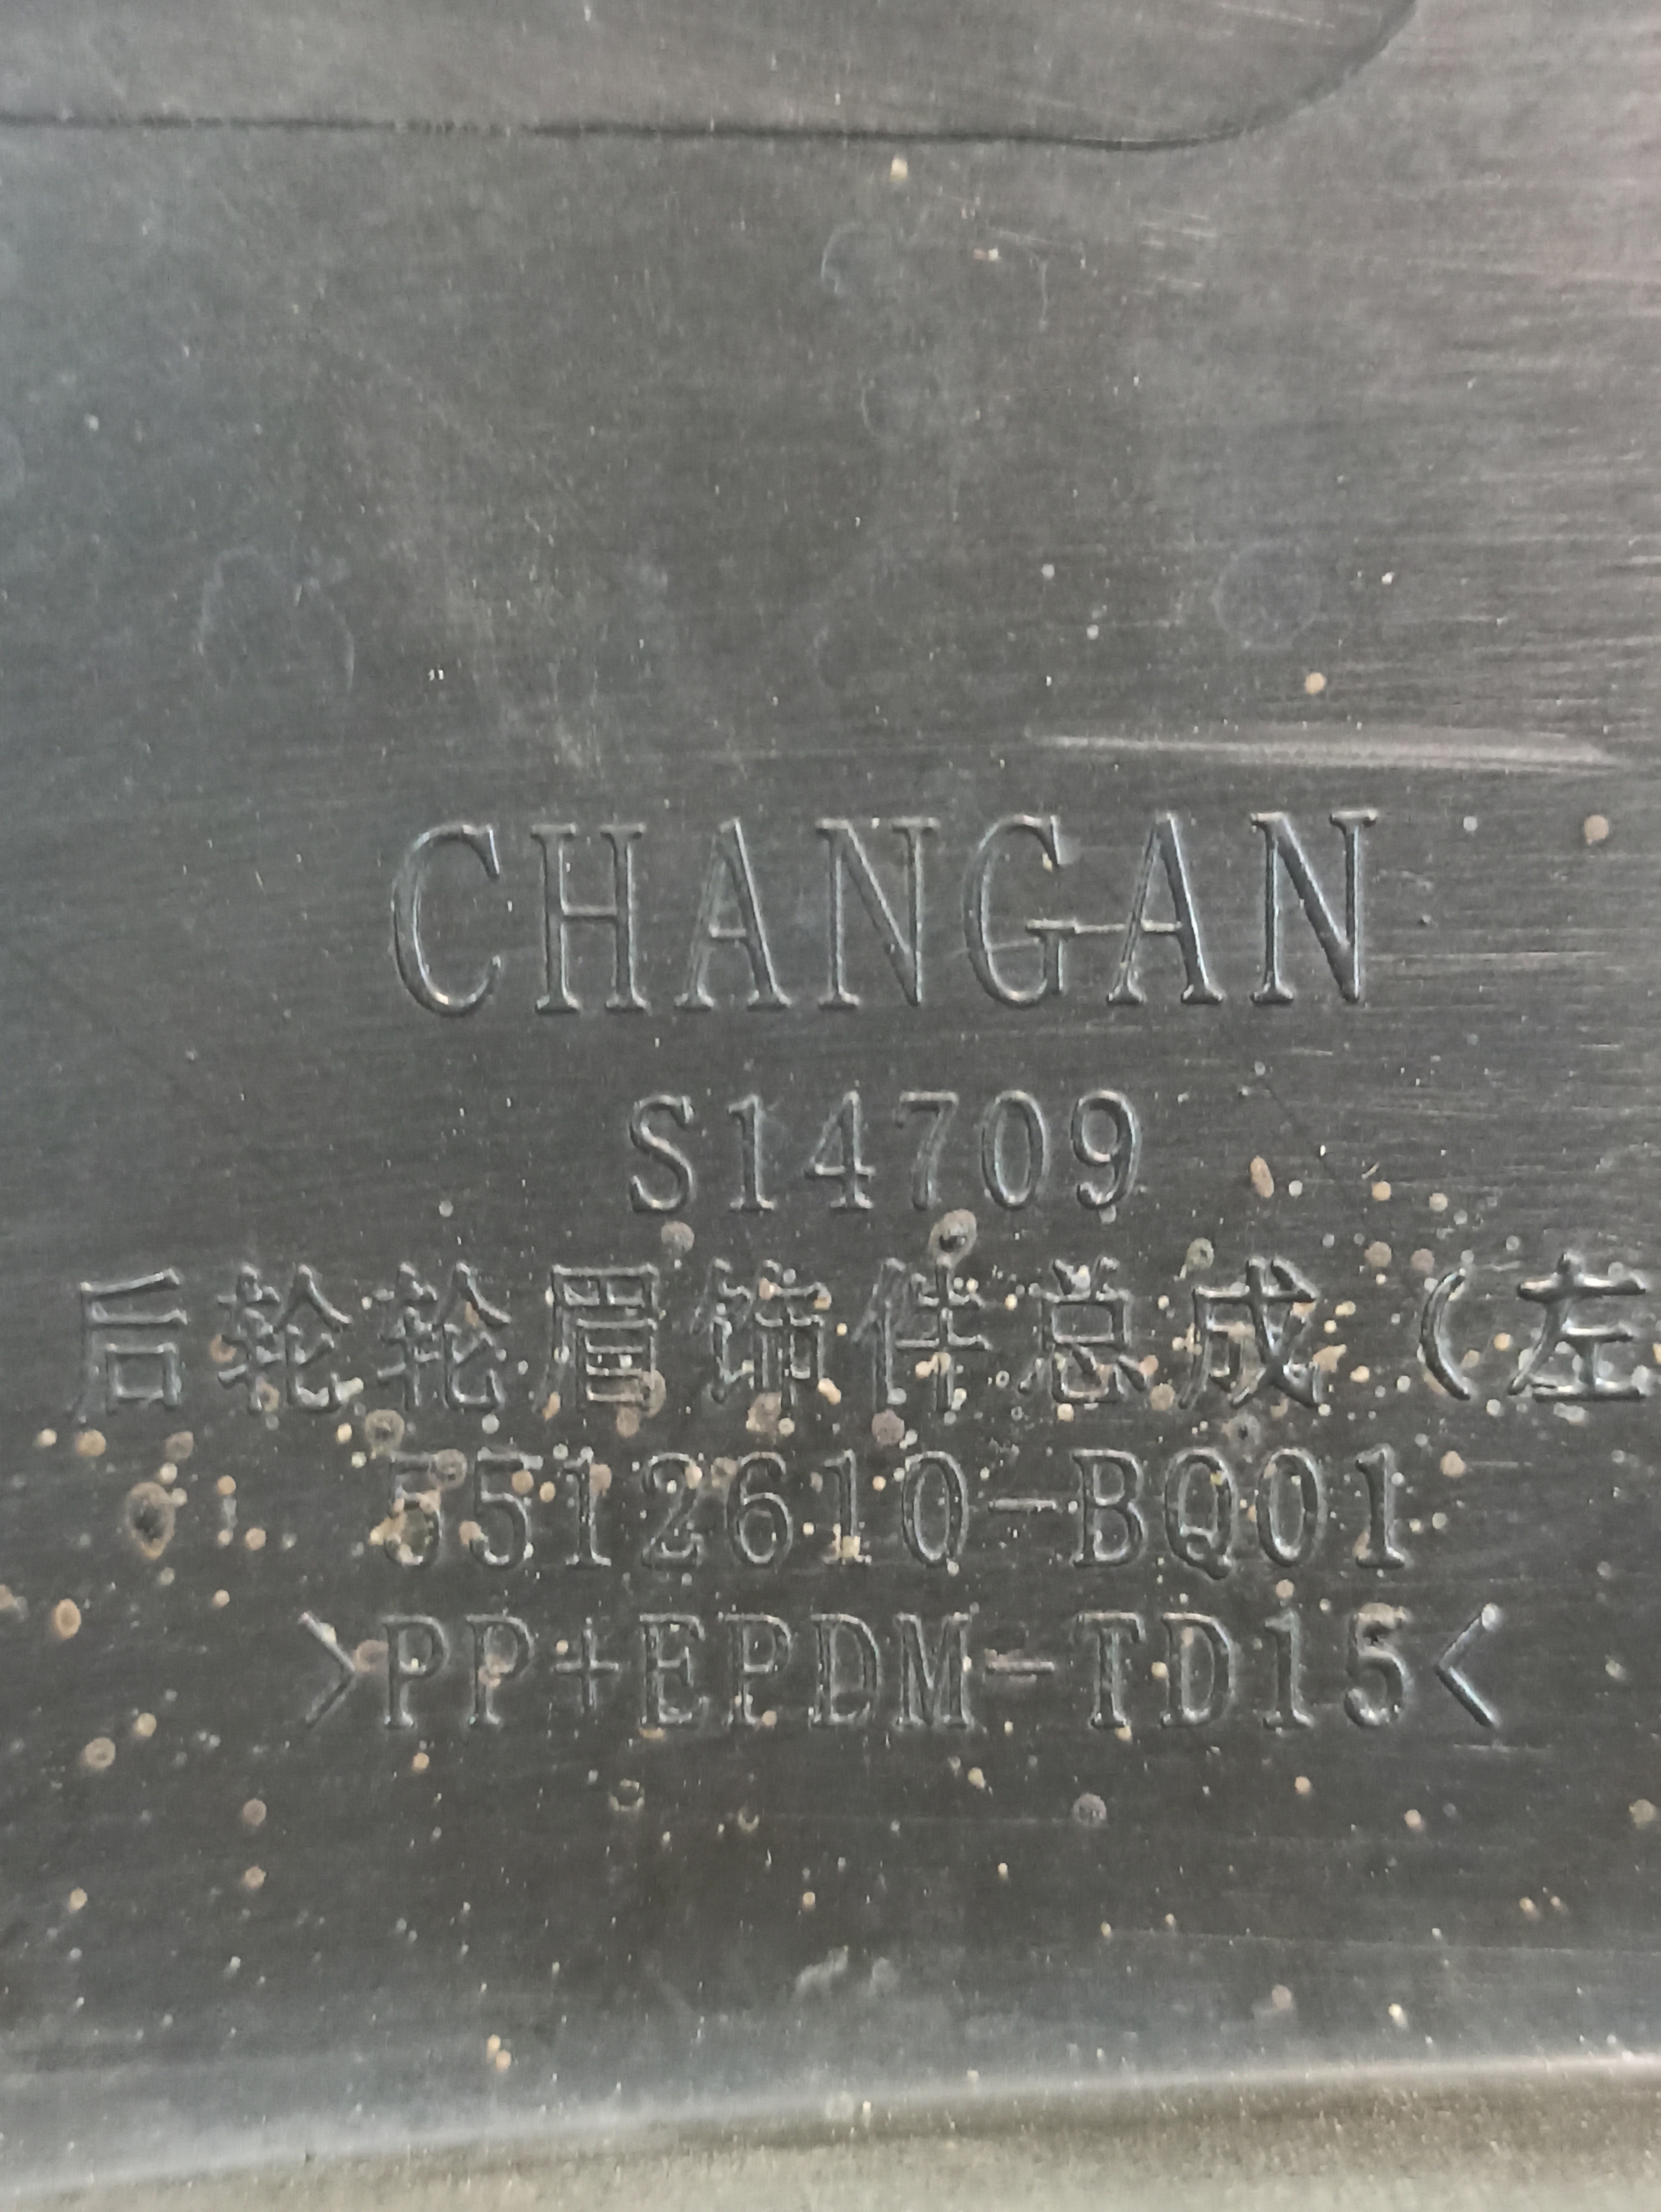 CHANGAN
S14709
后轮轮眉饰件总成(左
5512610-BQ01
>PP+EPDM-TD15<